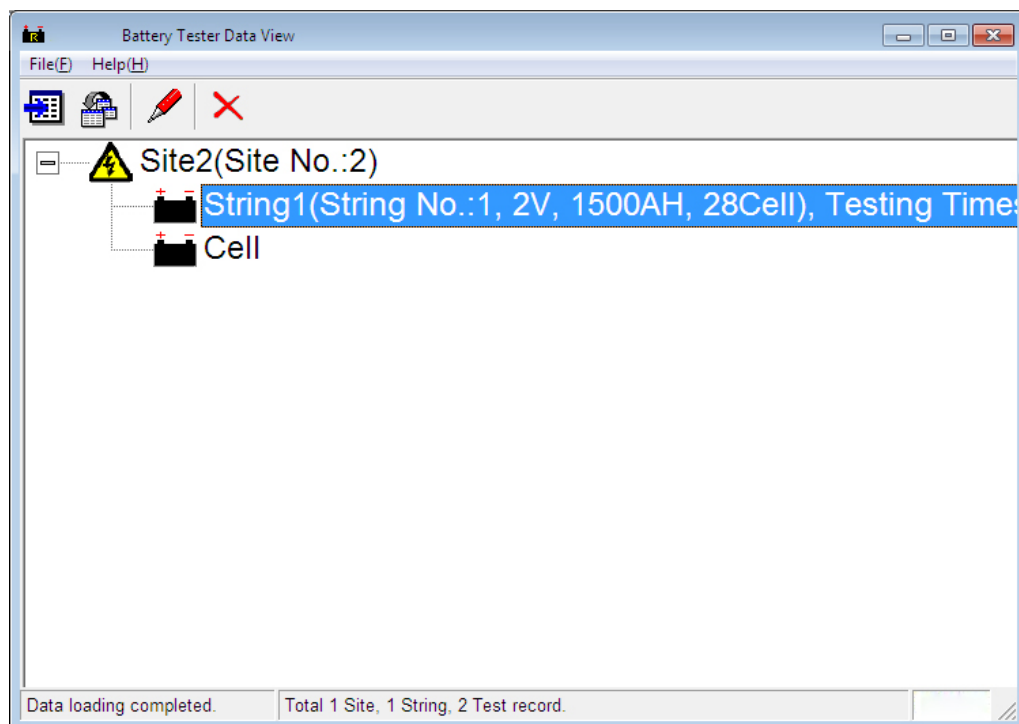 Battery Tester Data View
File(F) Help(H)
Site2(Site No.:2)
String1(String No.:1, 2V, 1500AH, 28Cell), Testing Times
Cell
Data loading completed. Total 1 Site, 1 String, 2 Test record.